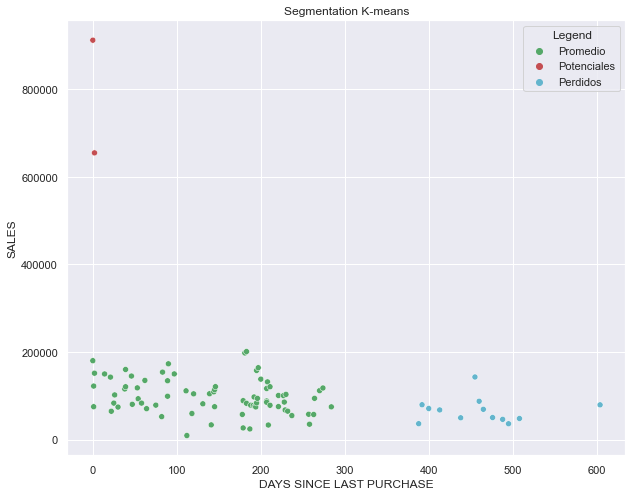 Segmentation K-means
Legend
Promedio
Potenciales
Perdidos
SALES
800000
600000
400000
200000
0
0 100 200 300 400 500 600
DAYS SINCE LAST PURCHASE